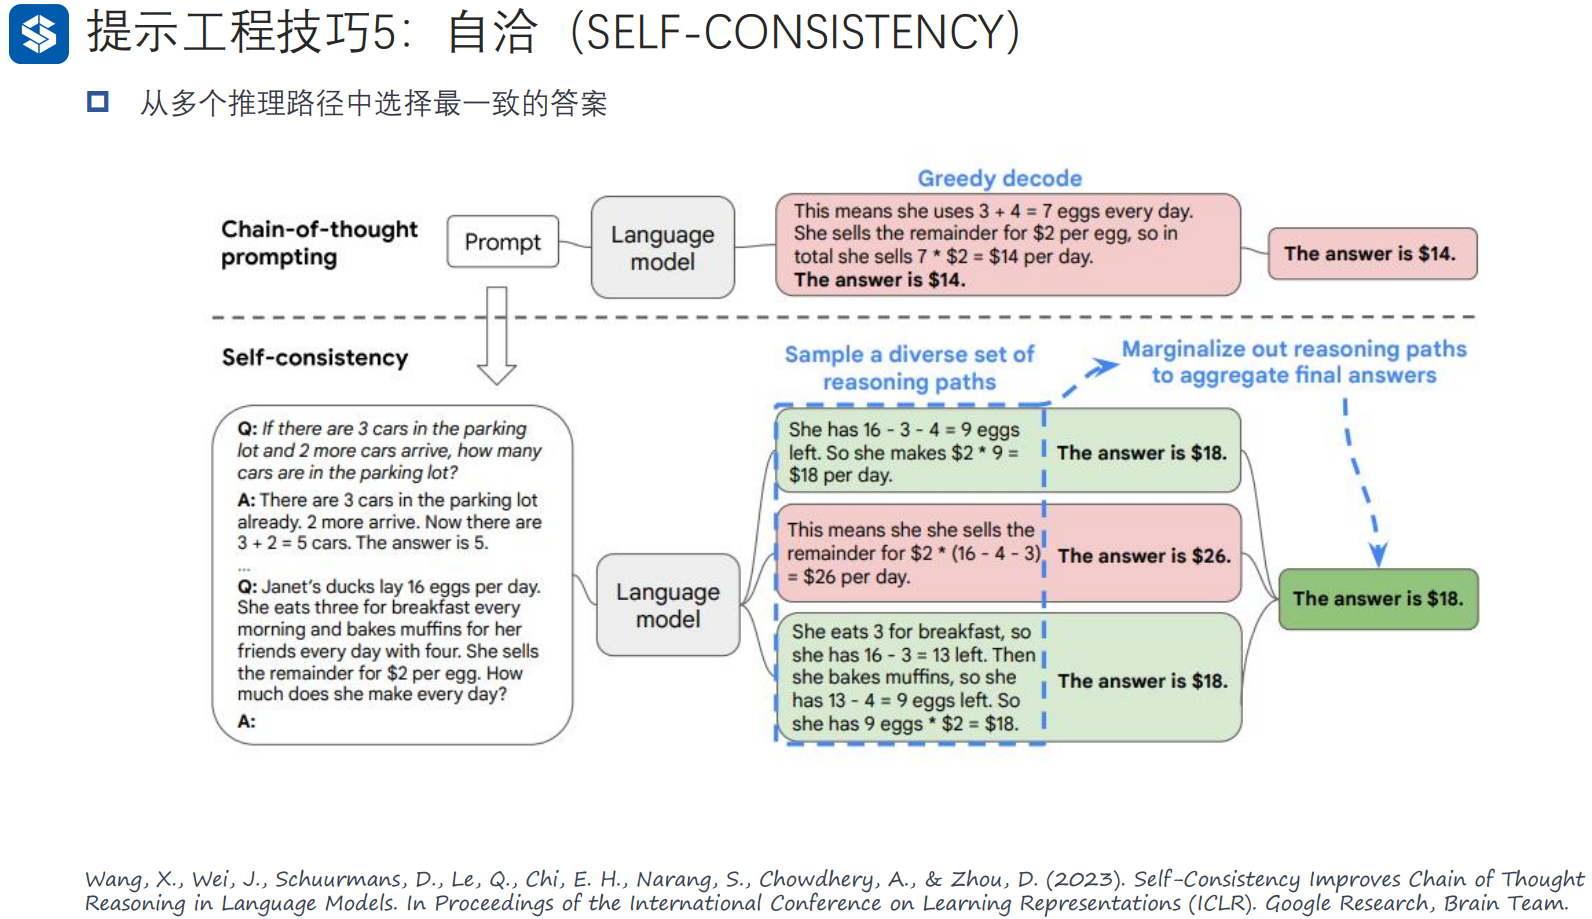 提示工程技巧5：自洽（SELF-CONSISTENCY）
从多个推理路径中选择最一致的答案
Greedy decode
Chain-of-thought
prompting
Prompt
Language
model
This means she uses 3 + 4 = 7 eggs every day.
She sells the remainder for $2 per egg, so in
total she sells 7 * $2 = $14 per day.
The answer is $14.
The answer is $14.
Self-consistency
Sample a diverse set of
reasoning paths
Marginalize out reasoning paths
to aggregate final answers
Q: If there are 3 cars in the parking
lot and 2 more cars arrive, how many
cars are in the parking lot?
A: There are 3 cars in the parking lot
already. 2 more arrive. Now there are
3 + 2 = 5 cars. The answer is 5.
...
Q: Janet's ducks lay 16 eggs per day.
She eats three for breakfast every
morning and bakes muffins for her
friends every day with four. She sells
the remainder for $2 per egg. How
much does she make every day?
A:
Language
model
She has 16 - 3 - 4 = 9 eggs
left. So she makes $2 * 9 =
$18 per day.
The answer is $18.
This means she she sells the
remainder for $2 * (16 - 4 - 3)
= $26 per day.
The answer is $26.
She eats 3 for breakfast, so
she has 16 - 3 = 13 left. Then
she bakes muffins, so she
has 13 - 4 = 9 eggs left. So
she has 9 eggs * $2 = $18.
The answer is $18.
The answer is $18.
Wang, X., Wei, J., Schuurmans, D., Le, Q., Chi, E. H., Narang, S., Chowdhery, A., & Zhou, D. (2023). Self-Consistency Improves Chain of Thought
Reasoning in Language Models. In Proceedings of the International Conference on Learning Representations (ICLR). Google Research, Brain Team.